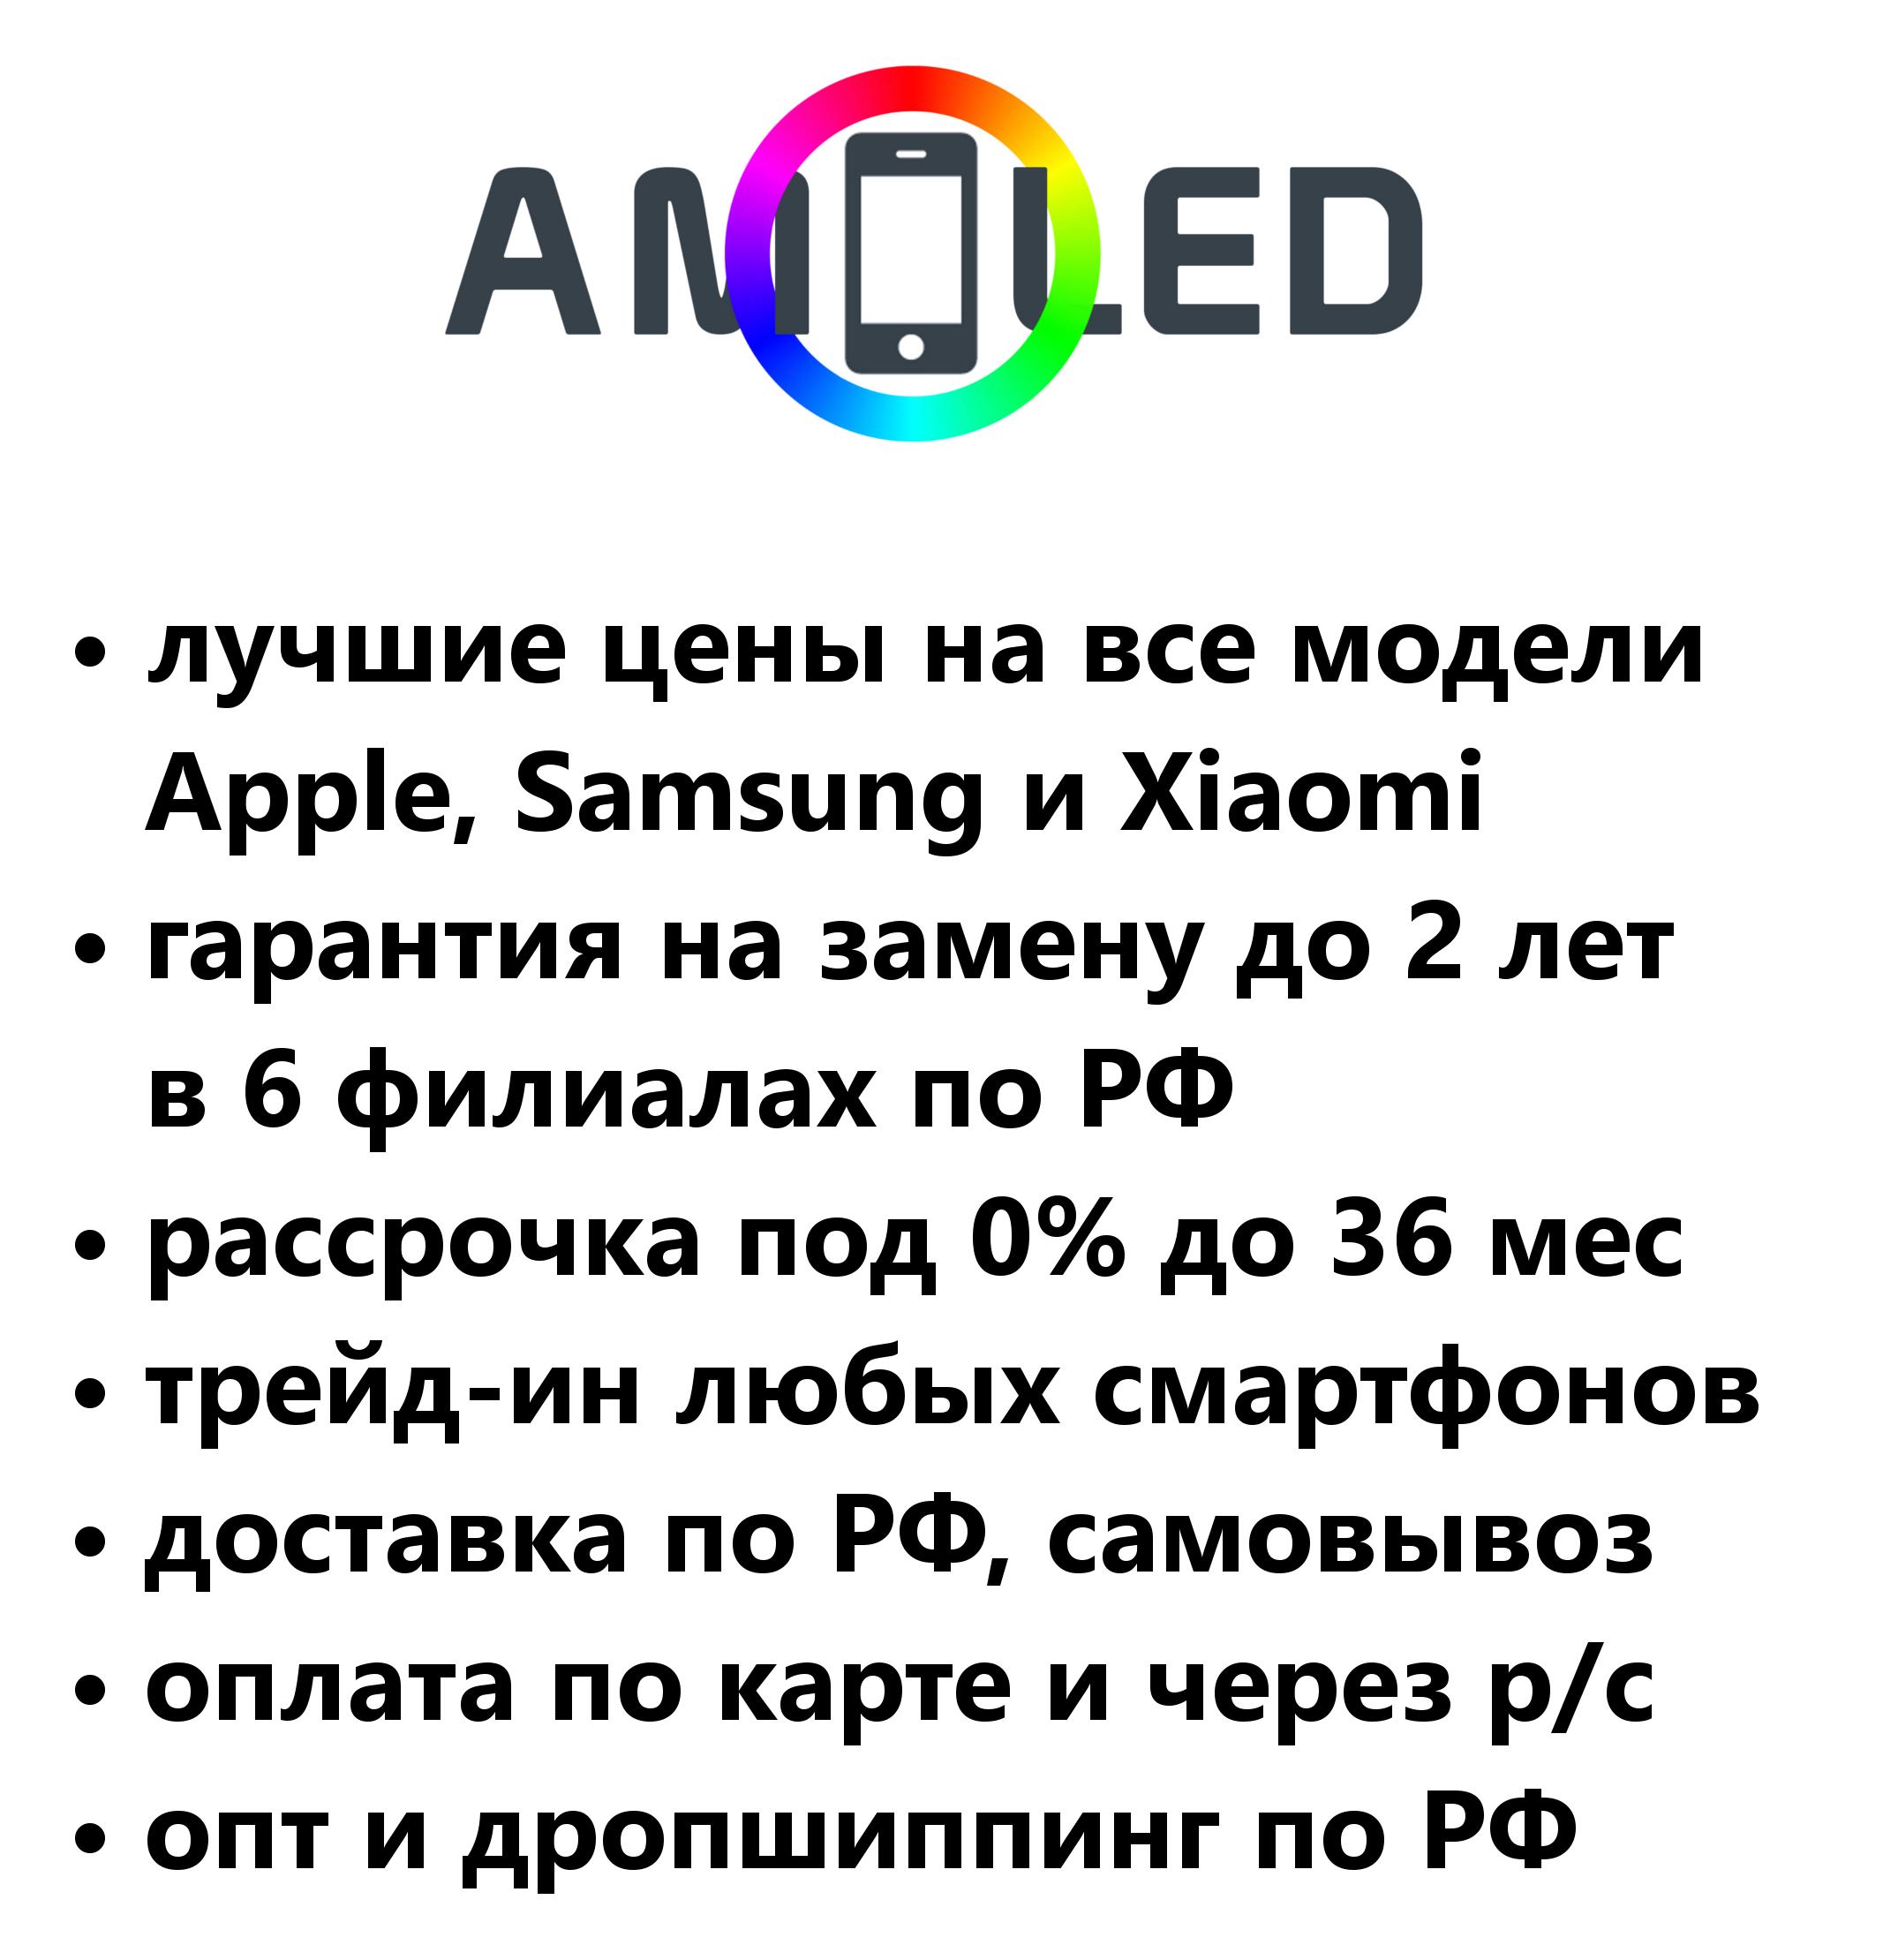 AMOLED
• лучшие цены на все модели
Apple, Samsung и Xiaomi
• гарантия на замену до 2 лет
в 6 филиалах по РФ
• рассрочка под 0% до 36 мес
• трейд-ин любых смартфонов
• доставка по РФ, самовывоз
• оплата по карте и через р/с
• опт и дропшиппинг по РФ